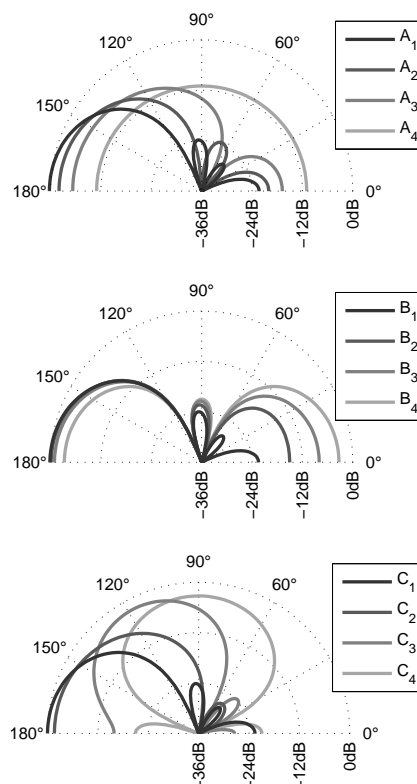 90°
120°
60°
150°
180°
0°
−36dB
−24dB
−12dB
0dB
A₁
A₂
A₃
A₄
90°
120°
60°
150°
180°
0°
−36dB
−24dB
−12dB
0dB
B₁
B₂
B₃
B₄
90°
120°
60°
150°
180°
0°
−36dB
−24dB
−12dB
0dB
C₁
C₂
C₃
C₄